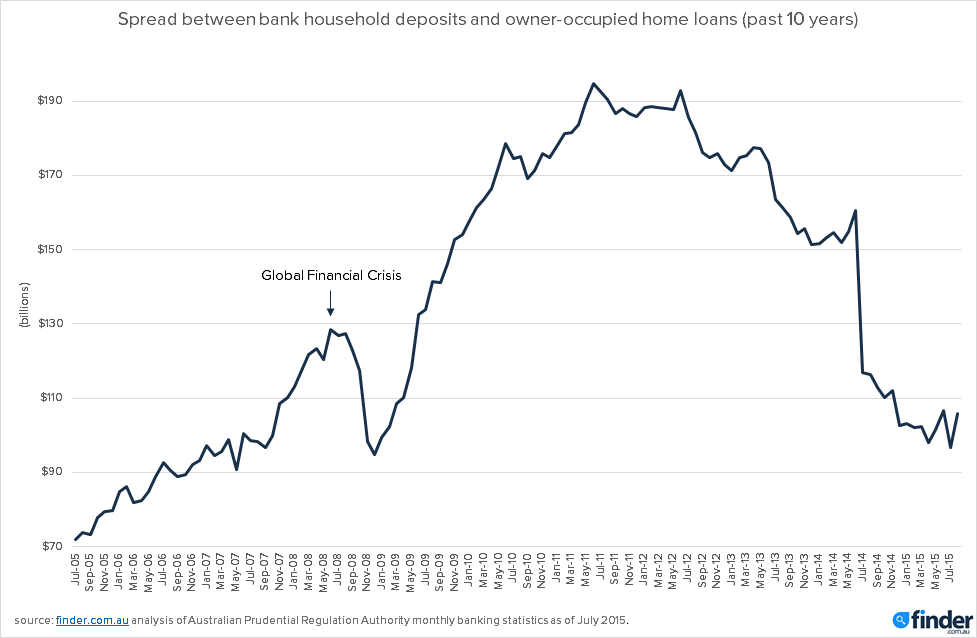 Spread between bank household deposits and owner-occupied home loans (past 10 years)
$190
$170
$150
$130
$110
$90
$70
(billions)
Global Financial Crisis
Jul-05
Sep-05
Nov-05
Jan-06
Mar-06
May-06
Jul-06
Sep-06
Nov-06
Jan-07
Mar-07
May-07
Jul-07
Sep-07
Nov-07
Jan-08
Mar-08
May-08
Jul-08
Sep-08
Nov-08
Jan-09
Mar-09
May-09
Jul-09
Sep-09
Nov-09
Jan-10
Mar-10
May-10
Jul-10
Sep-10
Nov-10
Jan-11
Mar-11
May-11
Jul-11
Sep-11
Nov-11
Jan-12
Mar-12
May-12
Jul-12
Sep-12
Nov-12
Jan-13
Mar-13
May-13
Jul-13
Sep-13
Nov-13
Jan-14
Mar-14
May-14
Jul-14
Sep-14
Nov-14
Jan-15
Mar-15
May-15
Jul-15
source: finder.com.au analysis of Australian Prudential Regulation Authority monthly banking statistics as of July 2015.
finder
.com.au